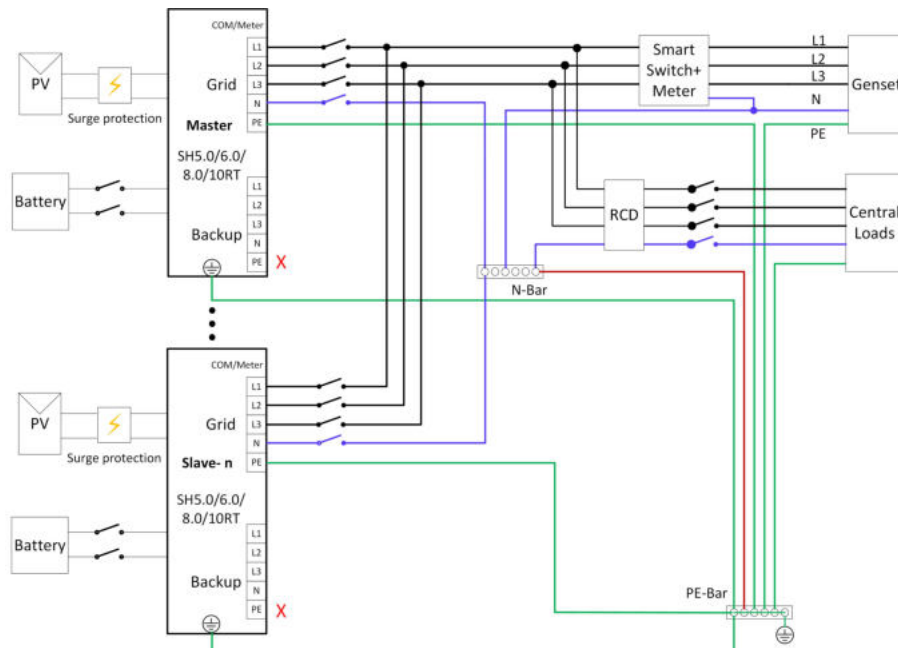 COM/Meter
L1
L2
L3
N
PE
Grid
Master
SH5.0/6.0/
8.0/10RT
L1
L2
L3
N
PE
Backup
X
PV
Surge protection
Battery
Smart
Switch+
Meter
L1
L2
L3
N
PE
Genset
RCD
Central
Loads
N-Bar
COM/Meter
L1
L2
L3
N
PE
Grid
Slave- n
SH5.0/6.0/
8.0/10RT
L1
L2
L3
N
PE
Backup
X
PV
Surge protection
Battery
PE-Bar